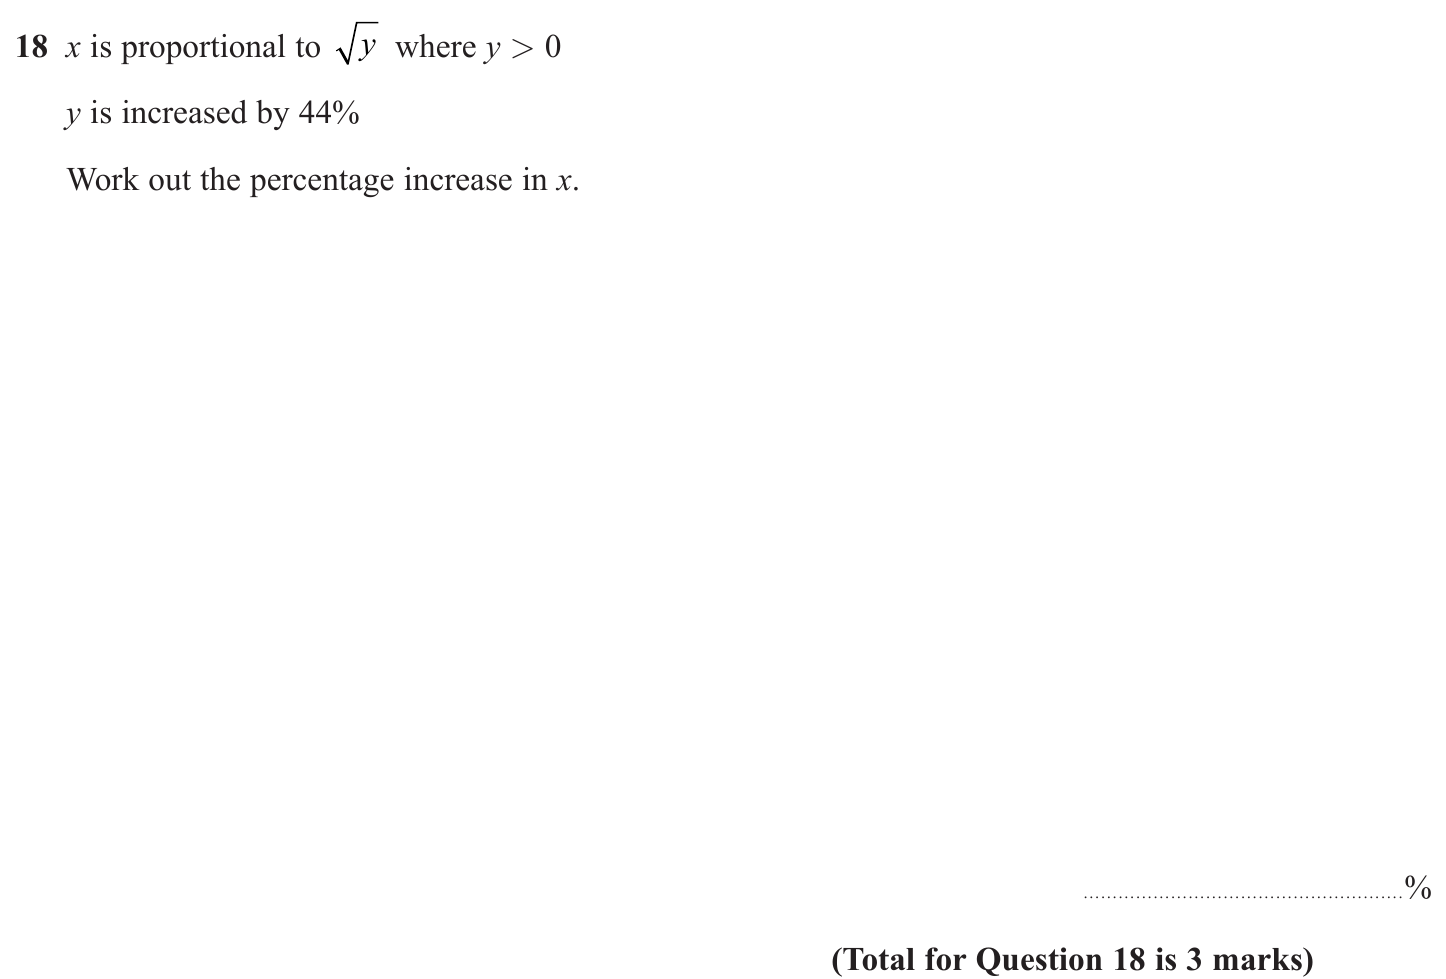 18 x is proportional to √y where y > 0
y is increased by 44%
Work out the percentage increase in x.
......................................................%
(Total for Question 18 is 3 marks)